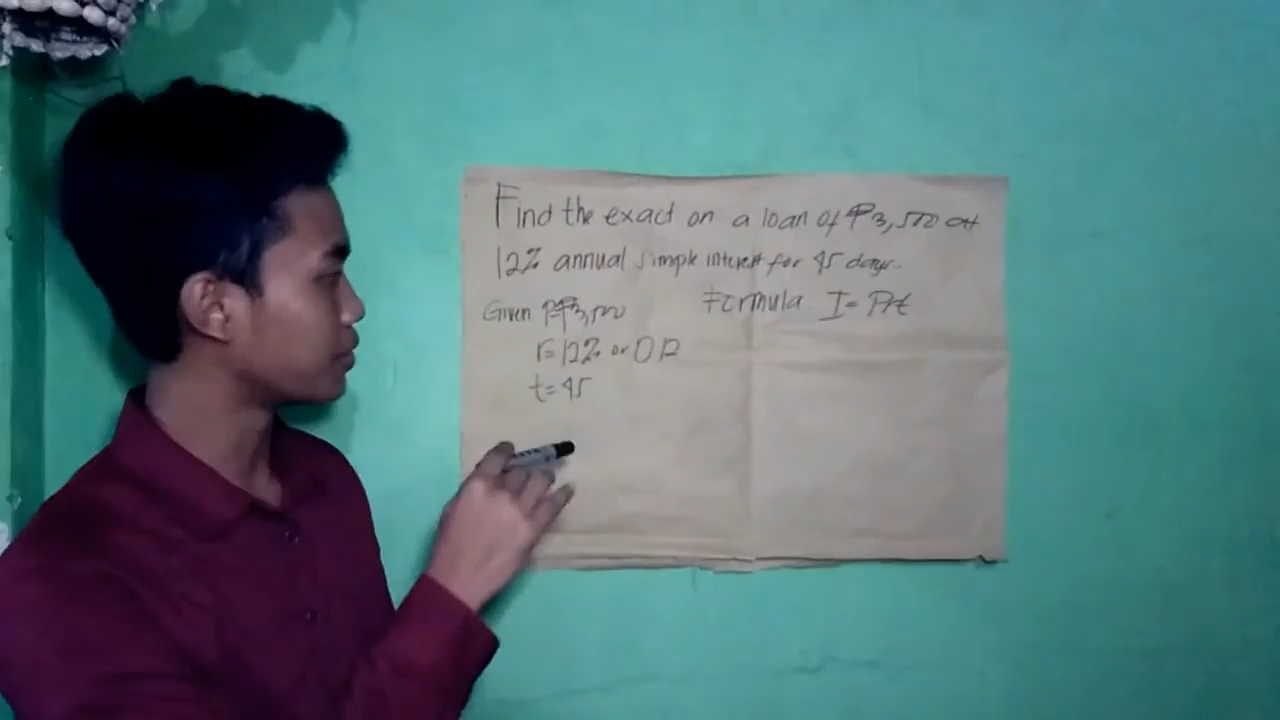 Find the exact on a loan of ₱3,500 at
12% annual simple interest for 45 days.
Given P=₱3,500 Formula I=Prt
r=12% or 0.12
t=45